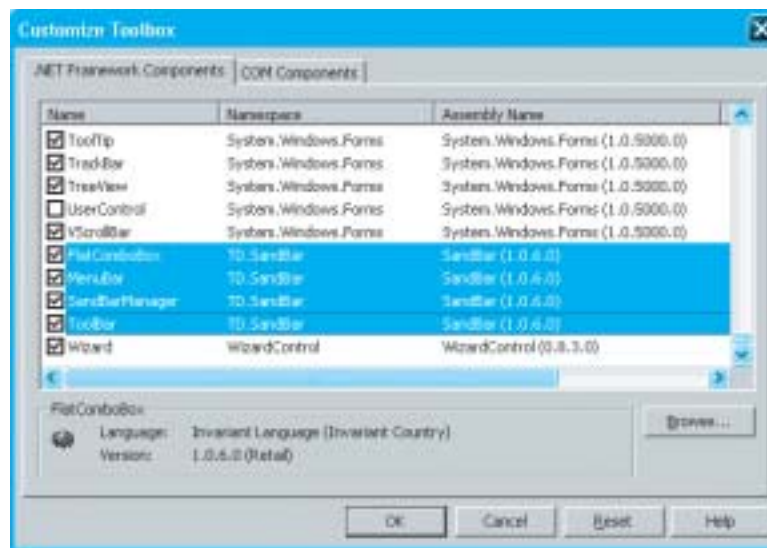 Customize Toolbox
.NET Framework Components COM Components
Name Namespace Assembly Name
ToolTip System.Windows.Forms System.Windows.Forms (1.0.5000.0)
TrackBar System.Windows.Forms System.Windows.Forms (1.0.5000.0)
TreeView System.Windows.Forms System.Windows.Forms (1.0.5000.0)
UserControl System.Windows.Forms System.Windows.Forms (1.0.5000.0)
VScrollBar System.Windows.Forms System.Windows.Forms (1.0.5000.0)
FlatComboBox TD.SandBar SandBar (1.0.6.0)
MenuBar TD.SandBar SandBar (1.0.6.0)
SandBarManager TD.SandBar SandBar (1.0.6.0)
ToolBar TD.SandBar SandBar (1.0.6.0)
Wizard WizardControl WizardControl (0.8.3.0)
FlatComboBox
Language: Invariant Language (Invariant Country)
Version: 1.0.6.0 (Retail)
Browse...
OK Cancel Reset Help